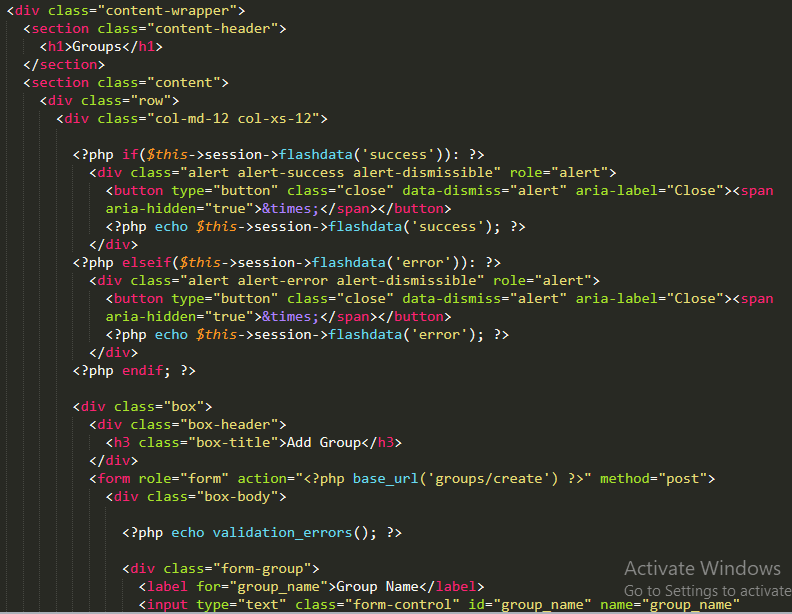 <div class="content-wrapper">
<section class="content-header">
<h1>Groups</h1>
</section>
<section class="content">
<div class="row">
<div class="col-md-12 col-xs-12">
<?php if($this->session->flashdata('success')): ?>
<div class="alert alert-success alert-dismissible" role="alert">
<button type="button" class="close" data-dismiss="alert" aria-label="Close"><span
aria-hidden="true">&times;</span></button>
<?php echo $this->session->flashdata('success'); ?>
</div>
<?php elseif($this->session->flashdata('error')): ?>
<div class="alert alert-error alert-dismissible" role="alert">
<button type="button" class="close" data-dismiss="alert" aria-label="Close"><span
aria-hidden="true">&times;</span></button>
<?php echo $this->session->flashdata('error'); ?>
</div>
<?php endif; ?>
<div class="box">
<div class="box-header">
<h3 class="box-title">Add Group</h3>
</div>
<form role="form" action="<?php base_url('groups/create') ?>" method="post">
<div class="box-body">
<?php echo validation_errors(); ?>
<div class="form-group">
<label for="group_name">Group Name</label>
<input type="text" class="form-control" id="group_name" name="group_name"
Activate Windows
Go to Settings to activate